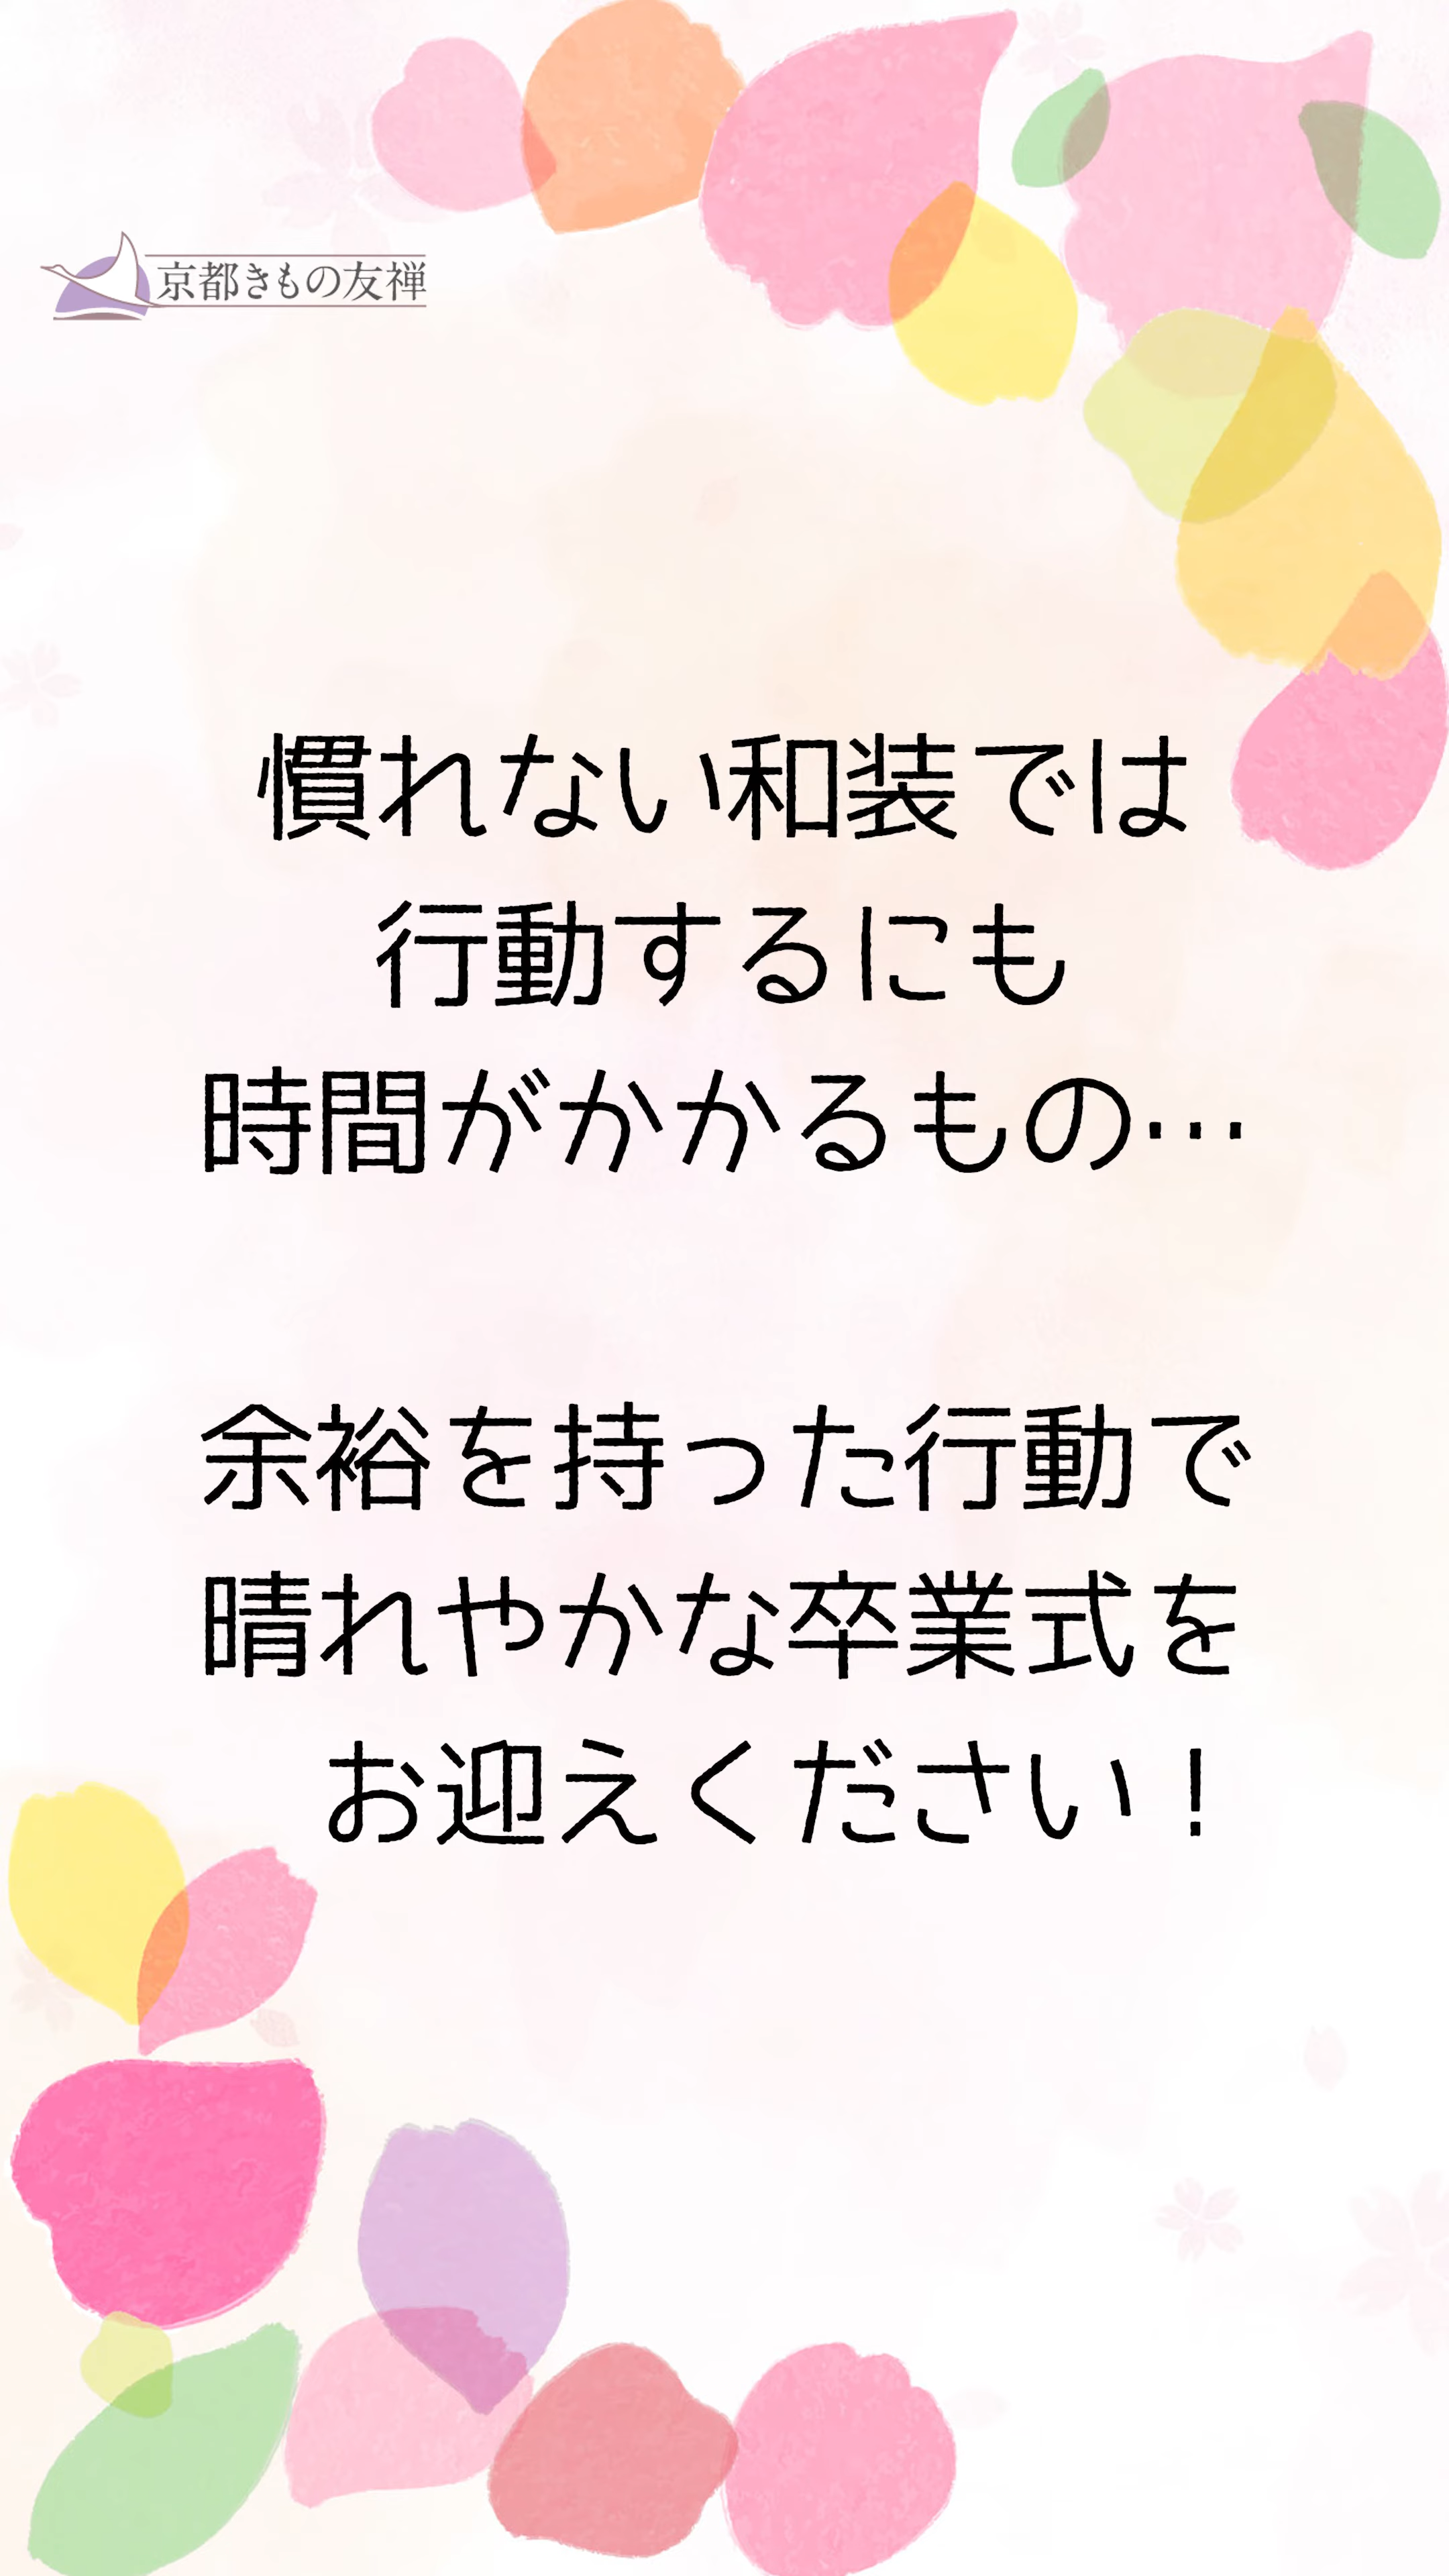 京都きもの友禅
慣れない和装では
行動するにも
時間がかかるもの…
余裕を持った行動で
晴れやかな卒業式を
お迎えください！